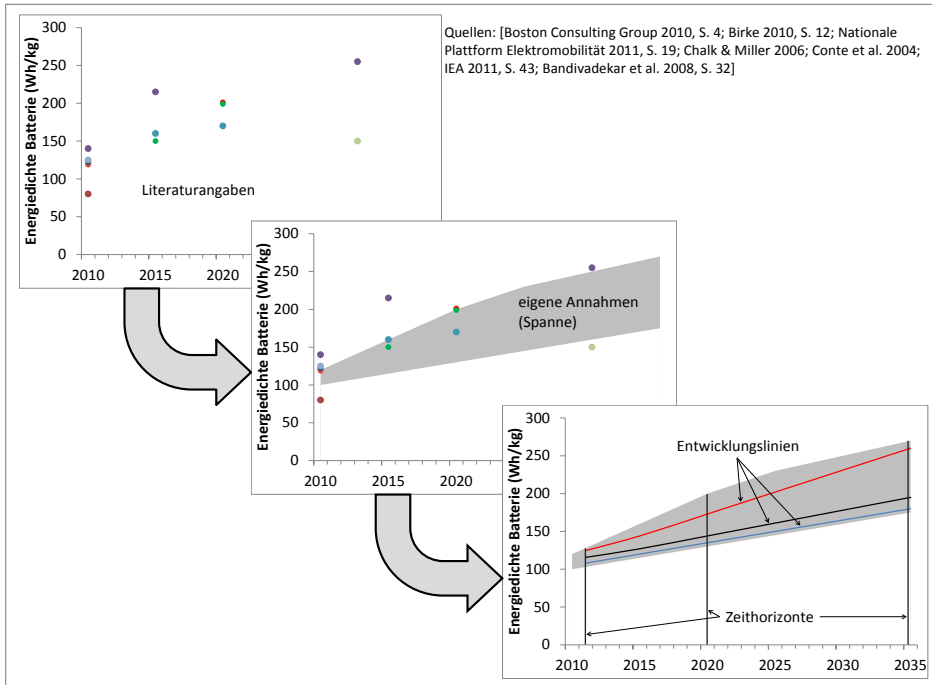 Quellen: [Boston Consulting Group 2010, S. 4; Birke 2010, S. 12; Nationale
Plattform Elektromobilität 2011, S. 19; Chalk & Miller 2006; Conte et al. 2004;
IEA 2011, S. 43; Bandivadekar et al. 2008, S. 32]
Energiedichte Batterie (Wh/kg)
300
250
200
150
100
50
0
Literaturangaben
2010 2015 2020
Energiedichte Batterie (Wh/kg)
300
250
200
150
100
50
0
eigene Annahmen
(Spanne)
2010 2015 2020
Energiedichte Batterie (Wh/kg)
300
250
200
150
100
50
0
Entwicklungslinien
Zeithorizonte
2010 2015 2020 2025 2030 2035